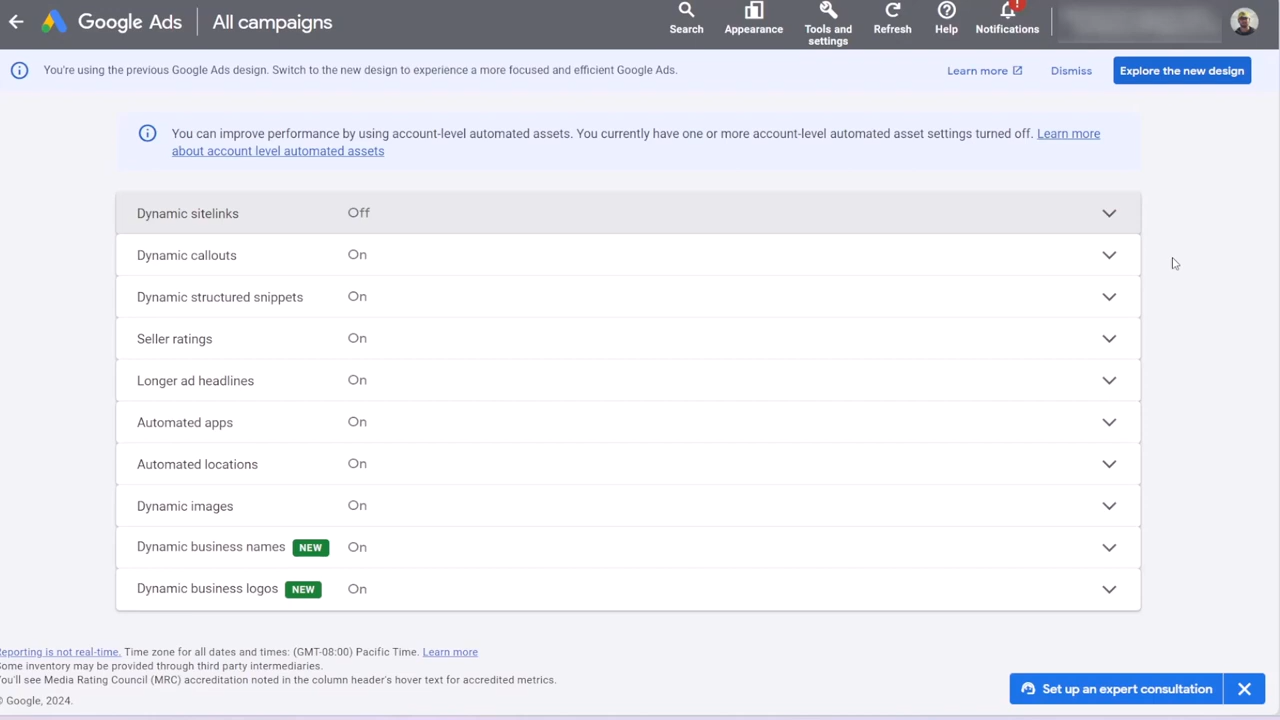 Google Ads
All campaigns
Search
Appearance
Tools and
settings
Refresh
Help
!
Notifications
You're using the previous Google Ads design. Switch to the new design to experience a more focused and efficient Google Ads.
Learn more
Dismiss
Explore the new design
You can improve performance by using account-level automated assets. You currently have one or more account-level automated asset settings turned off. Learn more
about account level automated assets
Dynamic sitelinks Off
Dynamic callouts On
Dynamic structured snippets On
Seller ratings On
Longer ad headlines On
Automated apps On
Automated locations On
Dynamic images On
Dynamic business names NEW On
Dynamic business logos NEW On
Reporting is not real-time. Time zone for all dates and times: (GMT-08:00) Pacific Time. Learn more
Some inventory may be provided through third party intermediaries.
You'll see Media Rating Council (MRC) accreditation noted in the column header's hover text for accredited metrics.
© Google, 2024.
Set up an expert consultation